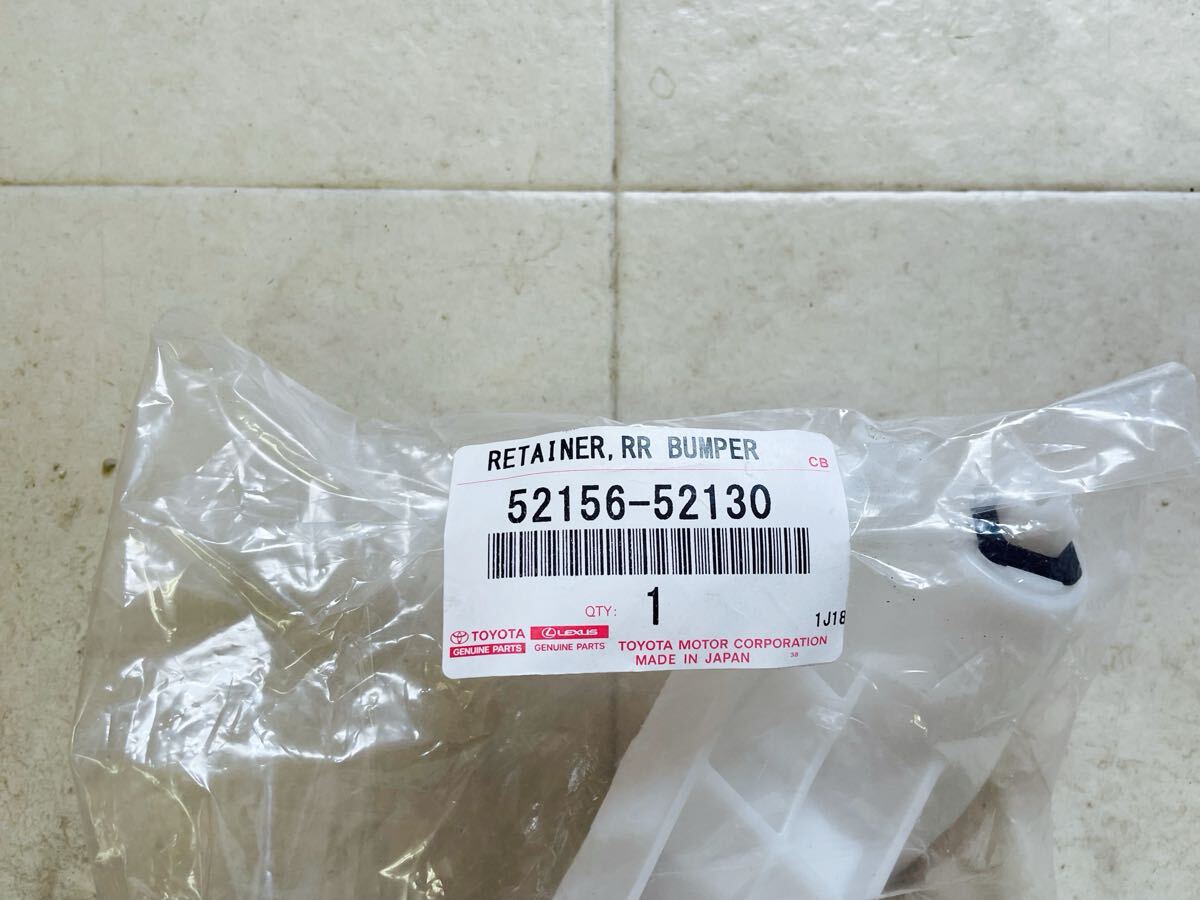 RETAINER, RR BUMPER
CB
52156-52130
QTY: 1
1J18
TOYOTA
GENUINE PARTS
LEXUS
GENUINE PARTS
TOYOTA MOTOR CORPORATION
MADE IN JAPAN
38